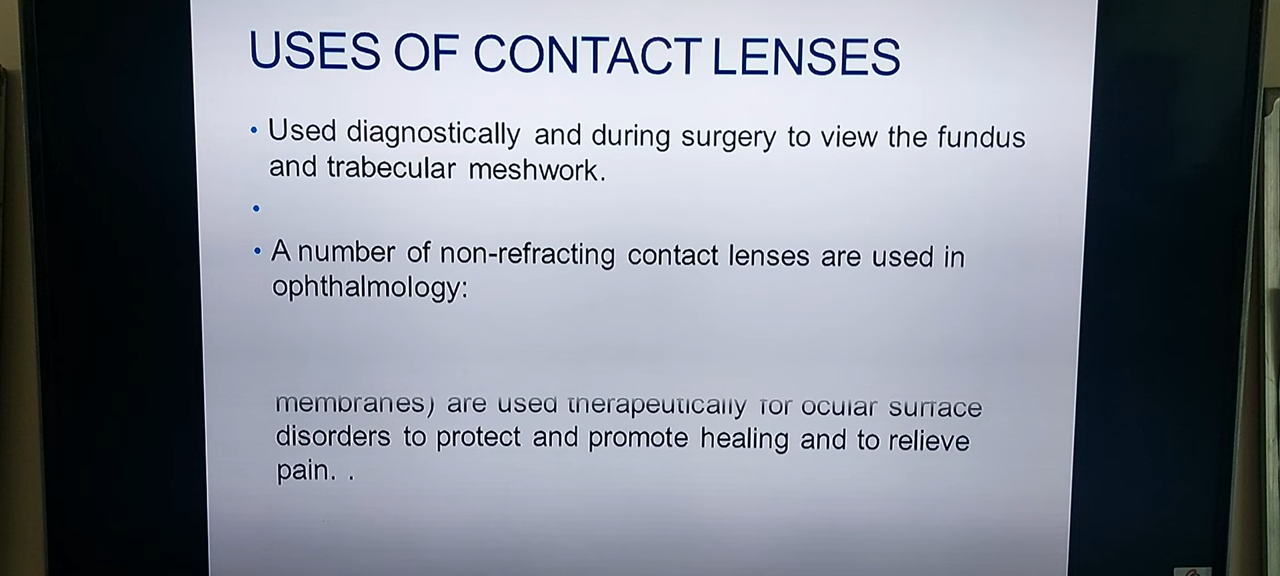 USES OF CONTACT LENSES
• Used diagnostically and during surgery to view the fundus
and trabecular meshwork.
•
• A number of non-refracting contact lenses are used in
ophthalmology:
membranes) are used therapeutically for ocular surface
disorders to protect and promote healing and to relieve
pain. .